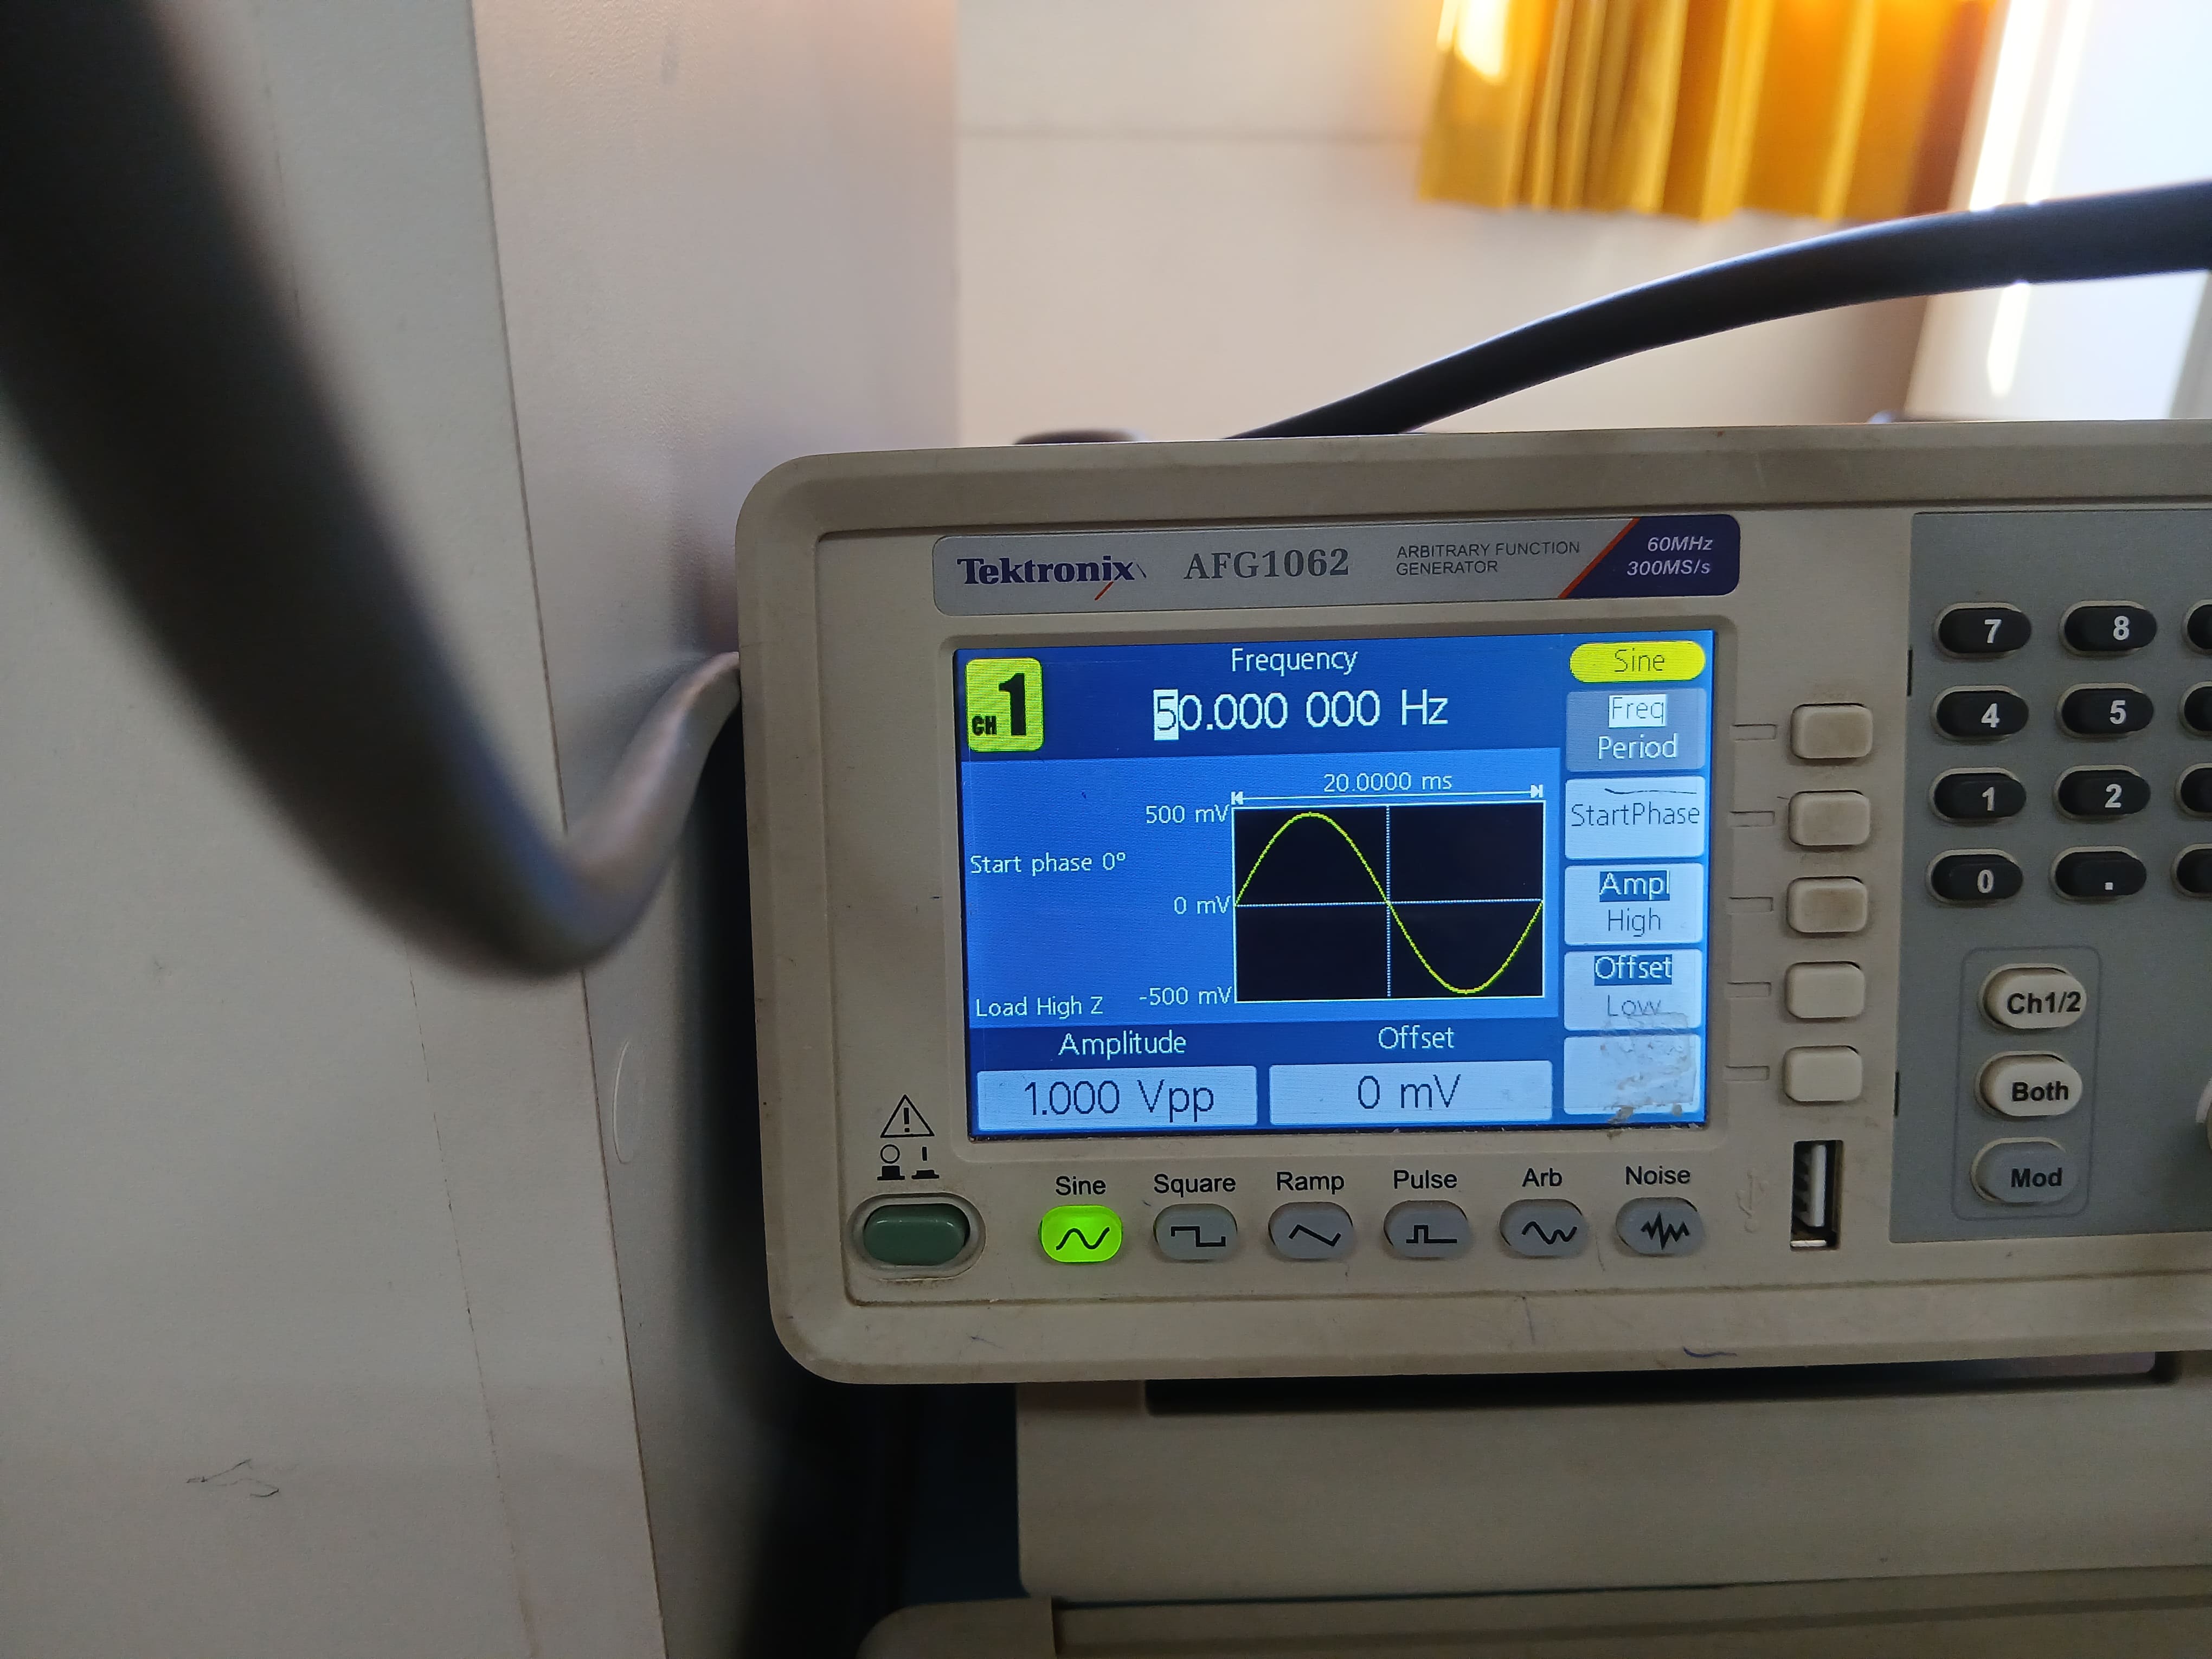 Tektronix AFG1062 ARBITRARY FUNCTION GENERATOR 60MHz 300MS/s
CH 1
Frequency
50.000 000 Hz
Sine
Freq
Period
StartPhase
Ampl
High
Offset
Low
20.0000 ms
500 mV
Start phase 0°
0 mV
Load High Z
-500 mV
Amplitude
1.000 Vpp
Offset
0 mV
Sine Square Ramp Pulse Arb Noise
7 8
4 5
1 2
0 .
Ch1/2
Both
Mod